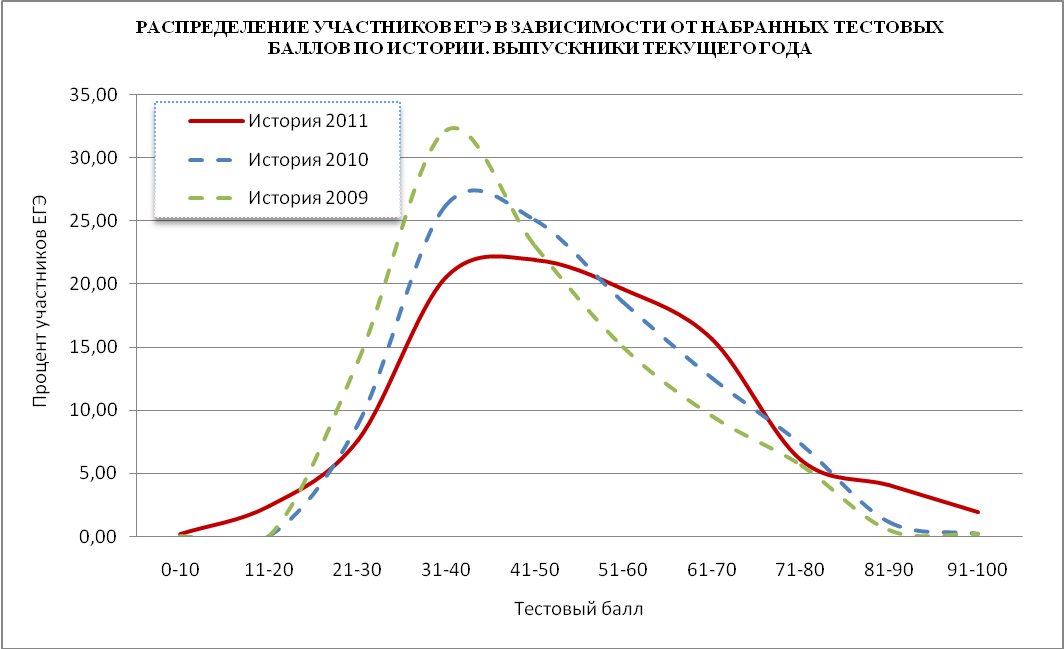 РАСПРЕДЕЛЕНИЕ УЧАСТНИКОВ ЕГЭ В ЗАВИСИМОСТИ ОТ НАБРАННЫХ ТЕСТОВЫХ
БАЛЛОВ ПО ИСТОРИИ. ВЫПУСКНИКИ ТЕКУЩЕГО ГОДА
35,00
30,00
25,00
20,00
15,00
10,00
5,00
0,00
Процент участников ЕГЭ
История 2011
История 2010
История 2009
0-10 11-20 21-30 31-40 41-50 51-60 61-70 71-80 81-90 91-100
Тестовый балл